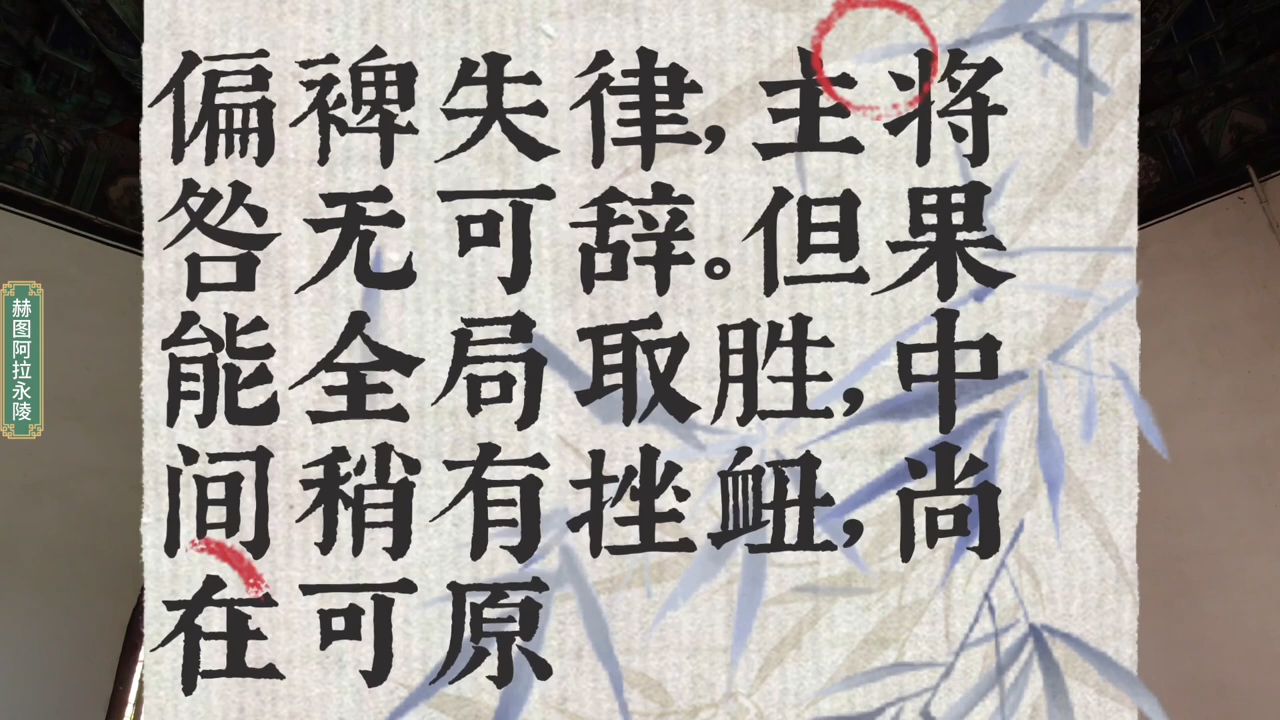 偏裨失律,主将
咎无可辞。但果
能全局取胜,中
间稍有挫衄,尚
在可原
赫图阿拉永陵